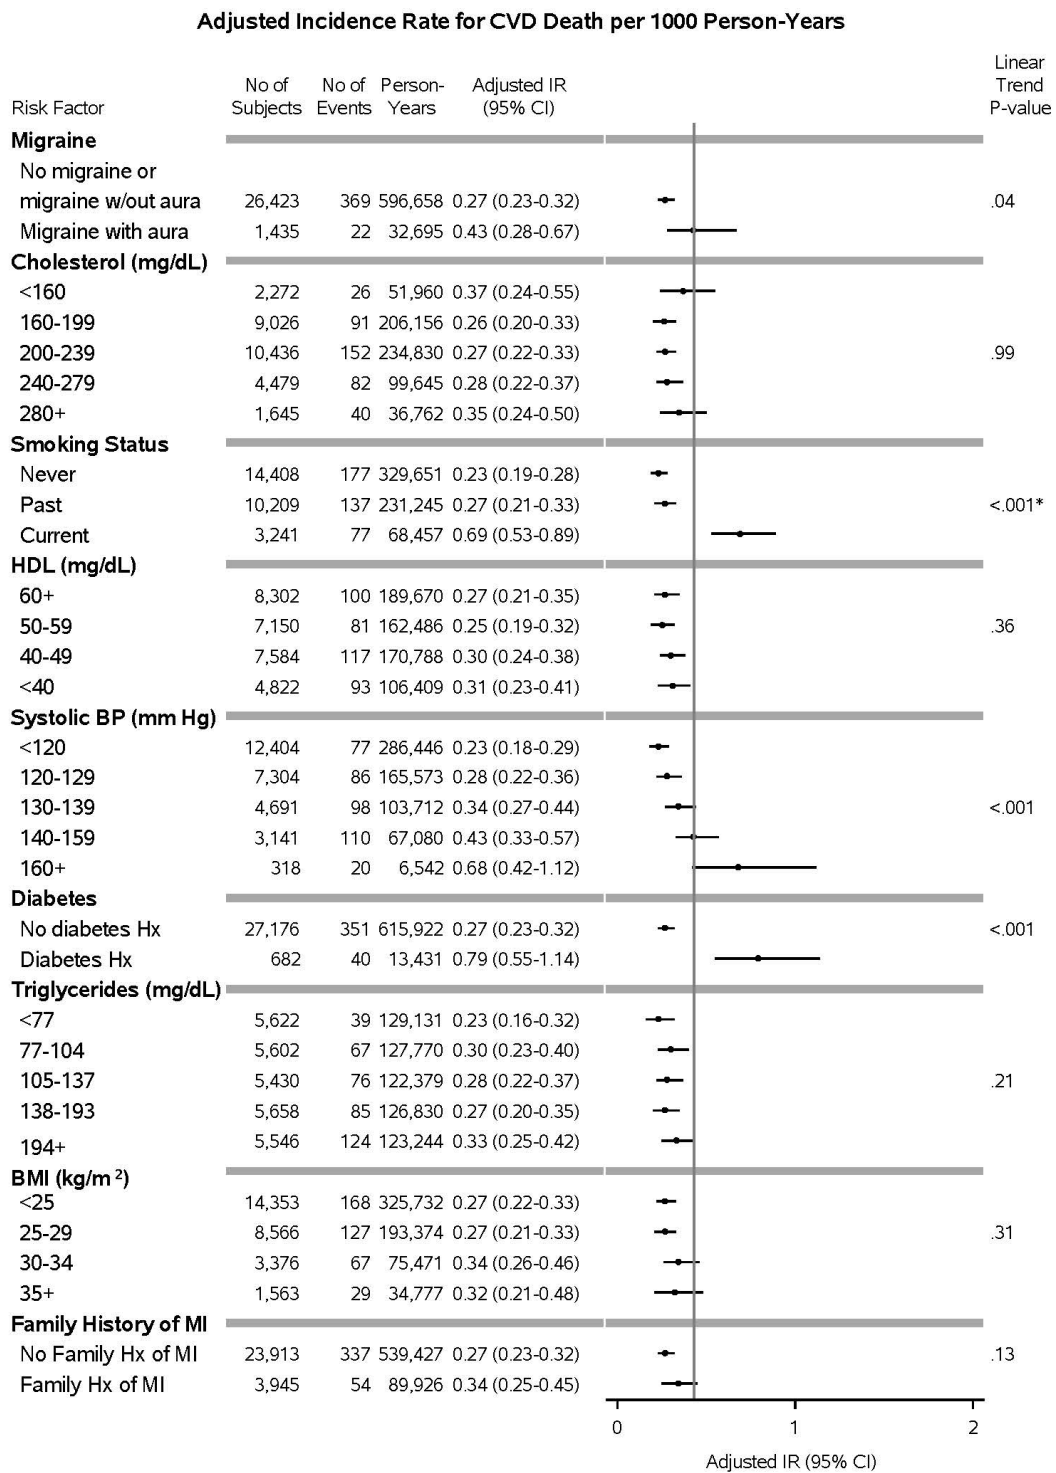 Adjusted Incidence Rate for CVD Death per 1000 Person-Years
Linear
No of No of Person- Adjusted IR Trend
Risk Factor Subjects Events Years (95% CI) P-value
Migraine
No migraine or
migraine w/out aura 26,423 369 596,658 0.27 (0.23-0.32) .04
Migraine with aura 1,435 22 32,695 0.43 (0.28-0.67)
Cholesterol (mg/dL)
<160 2,272 26 51,960 0.37 (0.24-0.55)
160-199 9,026 91 206,156 0.26 (0.20-0.33)
200-239 10,436 152 234,830 0.27 (0.22-0.33) .99
240-279 4,479 82 99,645 0.28 (0.22-0.37)
280+ 1,645 40 36,762 0.35 (0.24-0.50)
Smoking Status
Never 14,408 177 329,651 0.23 (0.19-0.28)
Past 10,209 137 231,245 0.27 (0.21-0.33) <.001*
Current 3,241 77 68,457 0.69 (0.53-0.89)
HDL (mg/dL)
60+ 8,302 100 189,670 0.27 (0.21-0.35)
50-59 7,150 81 162,486 0.25 (0.19-0.32) .36
40-49 7,584 117 170,788 0.30 (0.24-0.38)
<40 4,822 93 106,409 0.31 (0.23-0.41)
Systolic BP (mm Hg)
<120 12,404 77 286,446 0.23 (0.18-0.29)
120-129 7,304 86 165,573 0.28 (0.22-0.36)
130-139 4,691 98 103,712 0.34 (0.27-0.44) <.001
140-159 3,141 110 67,080 0.43 (0.33-0.57)
160+ 318 20 6,542 0.68 (0.42-1.12)
Diabetes
No diabetes Hx 27,176 351 615,922 0.27 (0.23-0.32) <.001
Diabetes Hx 682 40 13,431 0.79 (0.55-1.14)
Triglycerides (mg/dL)
<77 5,622 39 129,131 0.23 (0.16-0.32)
77-104 5,602 67 127,770 0.30 (0.23-0.40)
105-137 5,430 76 122,379 0.28 (0.22-0.37) .21
138-193 5,658 85 126,830 0.27 (0.20-0.35)
194+ 5,546 124 123,244 0.33 (0.25-0.42)
BMI (kg/m²)
<25 14,353 168 325,732 0.27 (0.22-0.33)
25-29 8,566 127 193,374 0.27 (0.21-0.33) .31
30-34 3,376 67 75,471 0.34 (0.26-0.46)
35+ 1,563 29 34,777 0.32 (0.21-0.48)
Family History of MI
No Family Hx of MI 23,913 337 539,427 0.27 (0.23-0.32) .13
Family Hx of MI 3,945 54 89,926 0.34 (0.25-0.45)
0 1 2
Adjusted IR (95% CI)